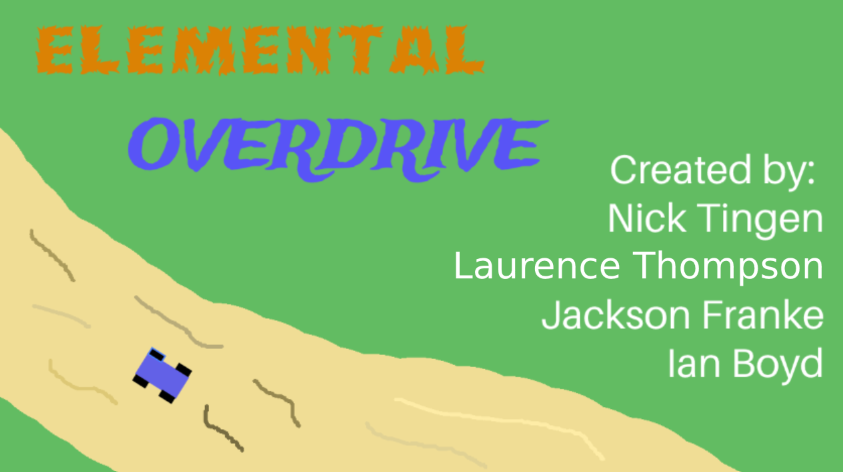 ELEMENTAL
OVERDRIVE
Created by:
Nick Tingen
Laurence Thompson
Jackson Franke
Ian Boyd